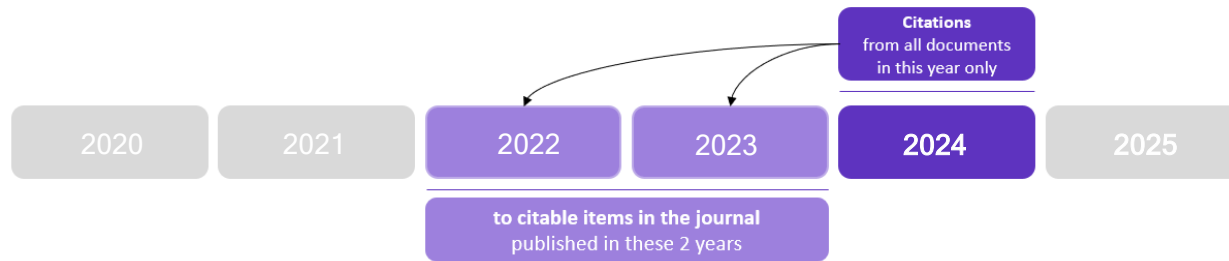 Citations
from all documents
in this year only
2020
2021
2022
2023
2024
2025
to citable items in the journal
published in these 2 years